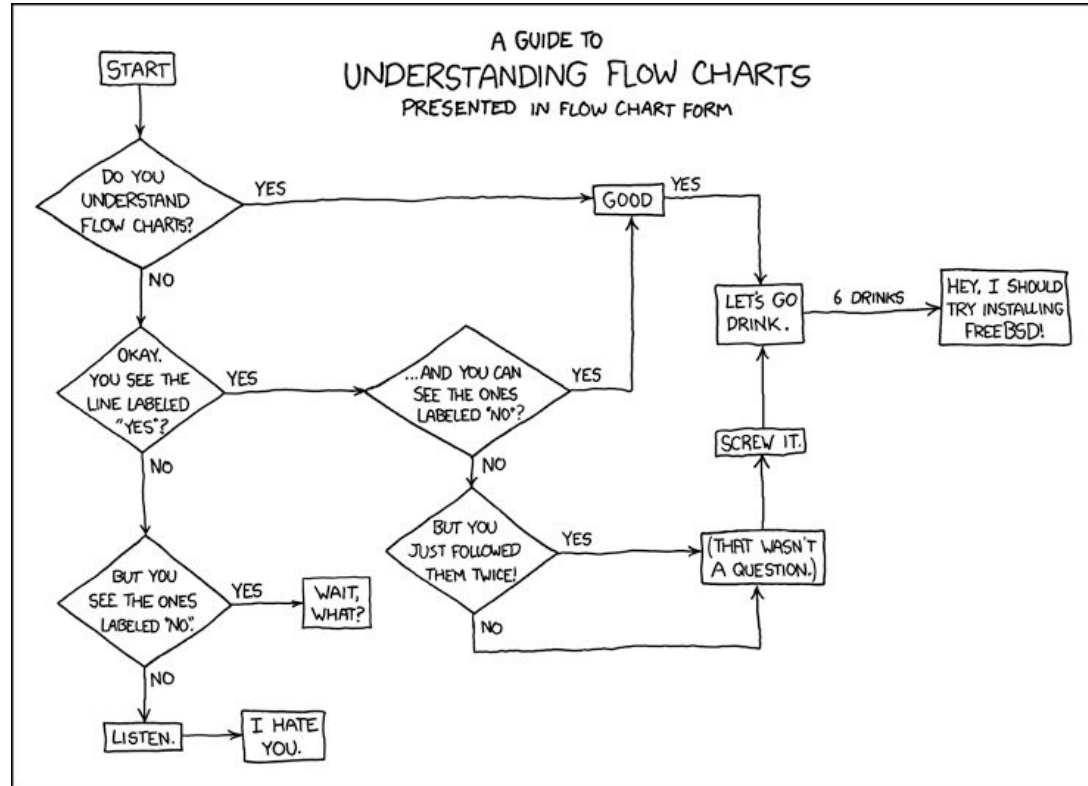 A GUIDE TO
UNDERSTANDING FLOW CHARTS
PRESENTED IN FLOW CHART FORM
START
DO YOU
UNDERSTAND
FLOW CHARTS?
YES
GOOD
YES
NO
LET'S GO
DRINK.
6 DRINKS
HEY, I SHOULD
TRY INSTALLING
FREEBSD!
OKAY.
YOU SEE THE
LINE LABELED
"YES"?
YES
...AND YOU CAN
SEE THE ONES
LABELED "NO"?
YES
NO
NO
SCREW IT.
BUT YOU
JUST FOLLOWED
THEM TWICE!
YES
(THAT WASN'T
A QUESTION.)
NO
BUT YOU
SEE THE ONES
LABELED "NO".
YES
WAIT,
WHAT?
NO
LISTEN.
I HATE
YOU.